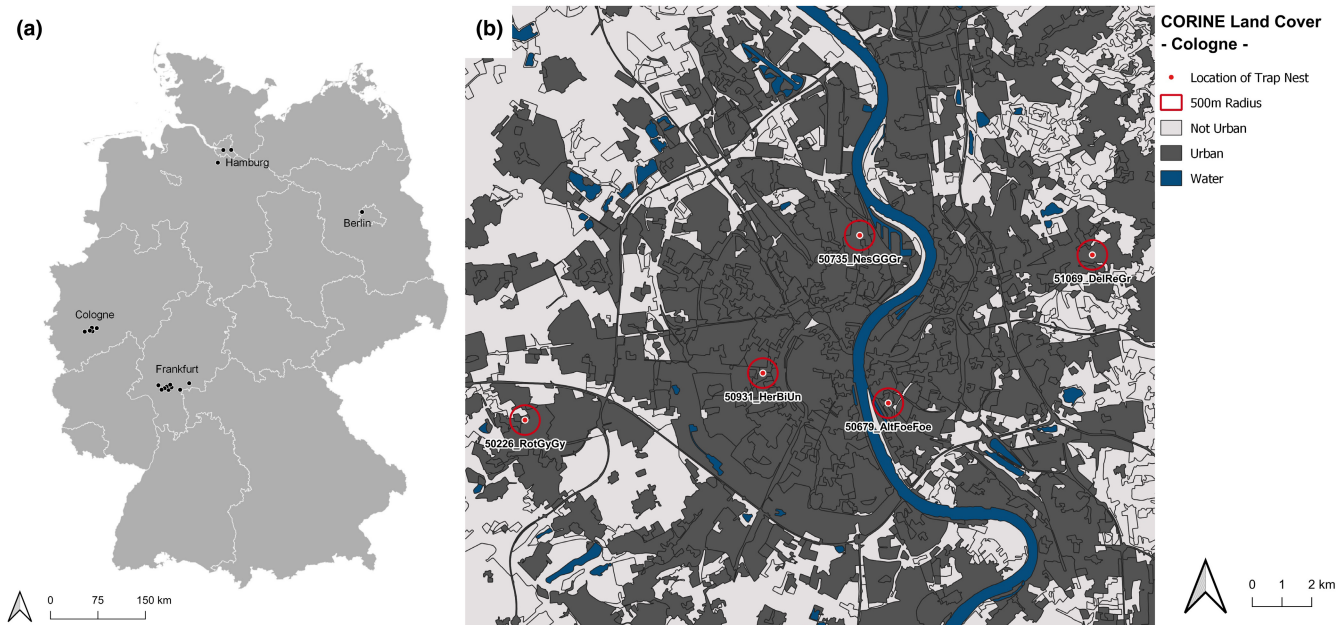 (a)
Hamburg
Berlin
Cologne
Frankfurt
0 75 150 km
(b)
50735_NesGGGr
51069_DelReGr
50931_HerBiUn
50679_AltFoeFoe
50226_RotGyGy
CORINE Land Cover
- Cologne -
Location of Trap Nest
500m Radius
Not Urban
Urban
Water
0 1 2 km